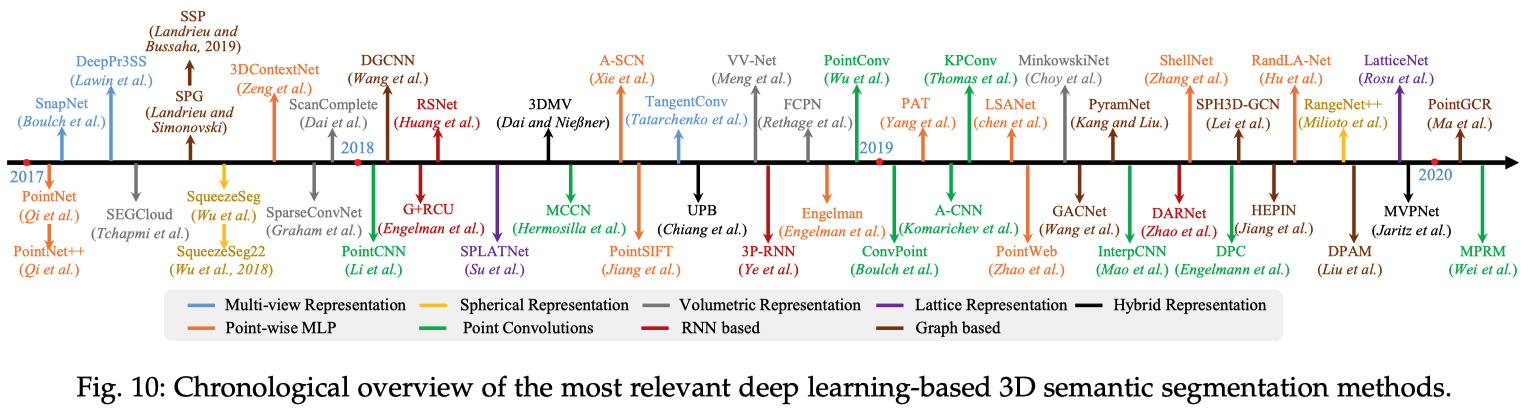 SSP
(Landrieu and
Bussaha, 2019)
DeepPr3SS
(Lawin et al.)
SnapNet
(Boulch et al.)
SPG
(Landrieu and
Simonovski)
3DContextNet
(Zeng et al.)
ScanComplete
(Dai et al.)
DGCNN
(Wang et al.)
RSNet
(Huang et al.)
3DMV
(Dai and Nießner)
A-SCN
(Xie et al.)
TangentConv
(Tatarchenko et al.)
VV-Net
(Meng et al.)
FCPN
(Rethage et al.)
PointConv
(Wu et al.)
PAT
(Yang et al.)
KPConv
(Thomas et al.)
LSANet
(chen et al.)
MinkowskiNet
(Choy et al.)
PyramNet
(Kang and Liu.)
ShellNet
(Zhang et al.)
SPH3D-GCN
(Lei et al.)
RandLA-Net
(Hu et al.)
RangeNet++
(Milioto et al.)
LatticeNet
(Rosu et al.)
PointGCR
(Ma et al.)
2017
2018
2019
2020
PointNet
(Qi et al.)
PointNet++
(Qi et al.)
SEGCloud
(Tchapmi et al.)
SqueezeSeg
(Wu et al.)
SqueezeSeg22
(Wu et al., 2018)
SparseConvNet
(Graham et al.)
PointCNN
(Li et al.)
G+RCU
(Engelman et al.)
SPLATNet
(Su et al.)
MCCN
(Hermosilla et al.)
PointSIFT
(Jiang et al.)
UPB
(Chiang et al.)
3P-RNN
(Ye et al.)
Engelman
(Engelman et al.)
ConvPoint
(Boulch et al.)
A-CNN
(Komarichev et al.)
PointWeb
(Zhao et al.)
GACNet
(Wang et al.)
InterpCNN
(Mao et al.)
DARNet
(Zhao et al.)
DPC
(Engelmann et al.)
HEPIN
(Jiang et al.)
DPAM
(Liu et al.)
MVPNet
(Jaritz et al.)
MPRM
(Wei et al.)
Multi-view Representation
Spherical Representation
Volumetric Representation
Lattice Representation
Hybrid Representation
Point-wise MLP
Point Convolutions
RNN based
Graph based
Fig. 10: Chronological overview of the most relevant deep learning-based 3D semantic segmentation methods.